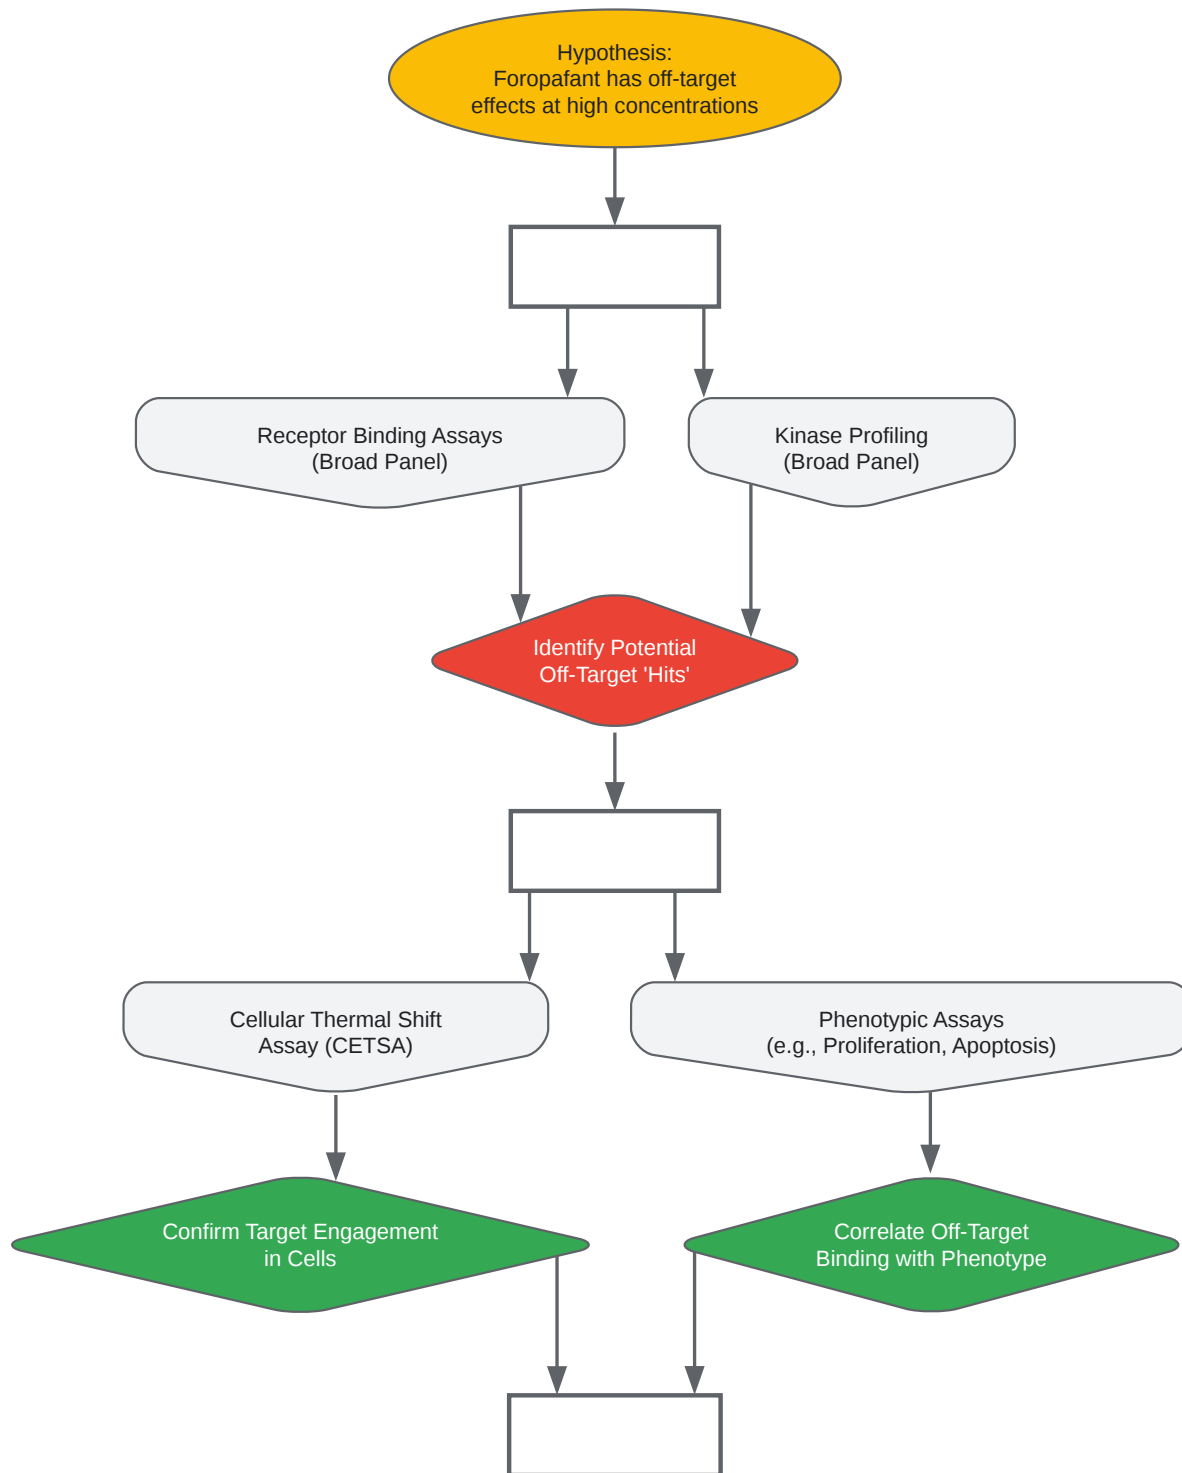 Hypothesis:
Foropafant has off-target
effects at high concentrations
Receptor Binding Assays
(Broad Panel)
Kinase Profiling
(Broad Panel)
Identify Potential
Off-Target 'Hits'
Cellular Thermal Shift
Assay (CETSA)
Phenotypic Assays
(e.g., Proliferation, Apoptosis)
Confirm Target Engagement
in Cells
Correlate Off-Target
Binding with Phenotype